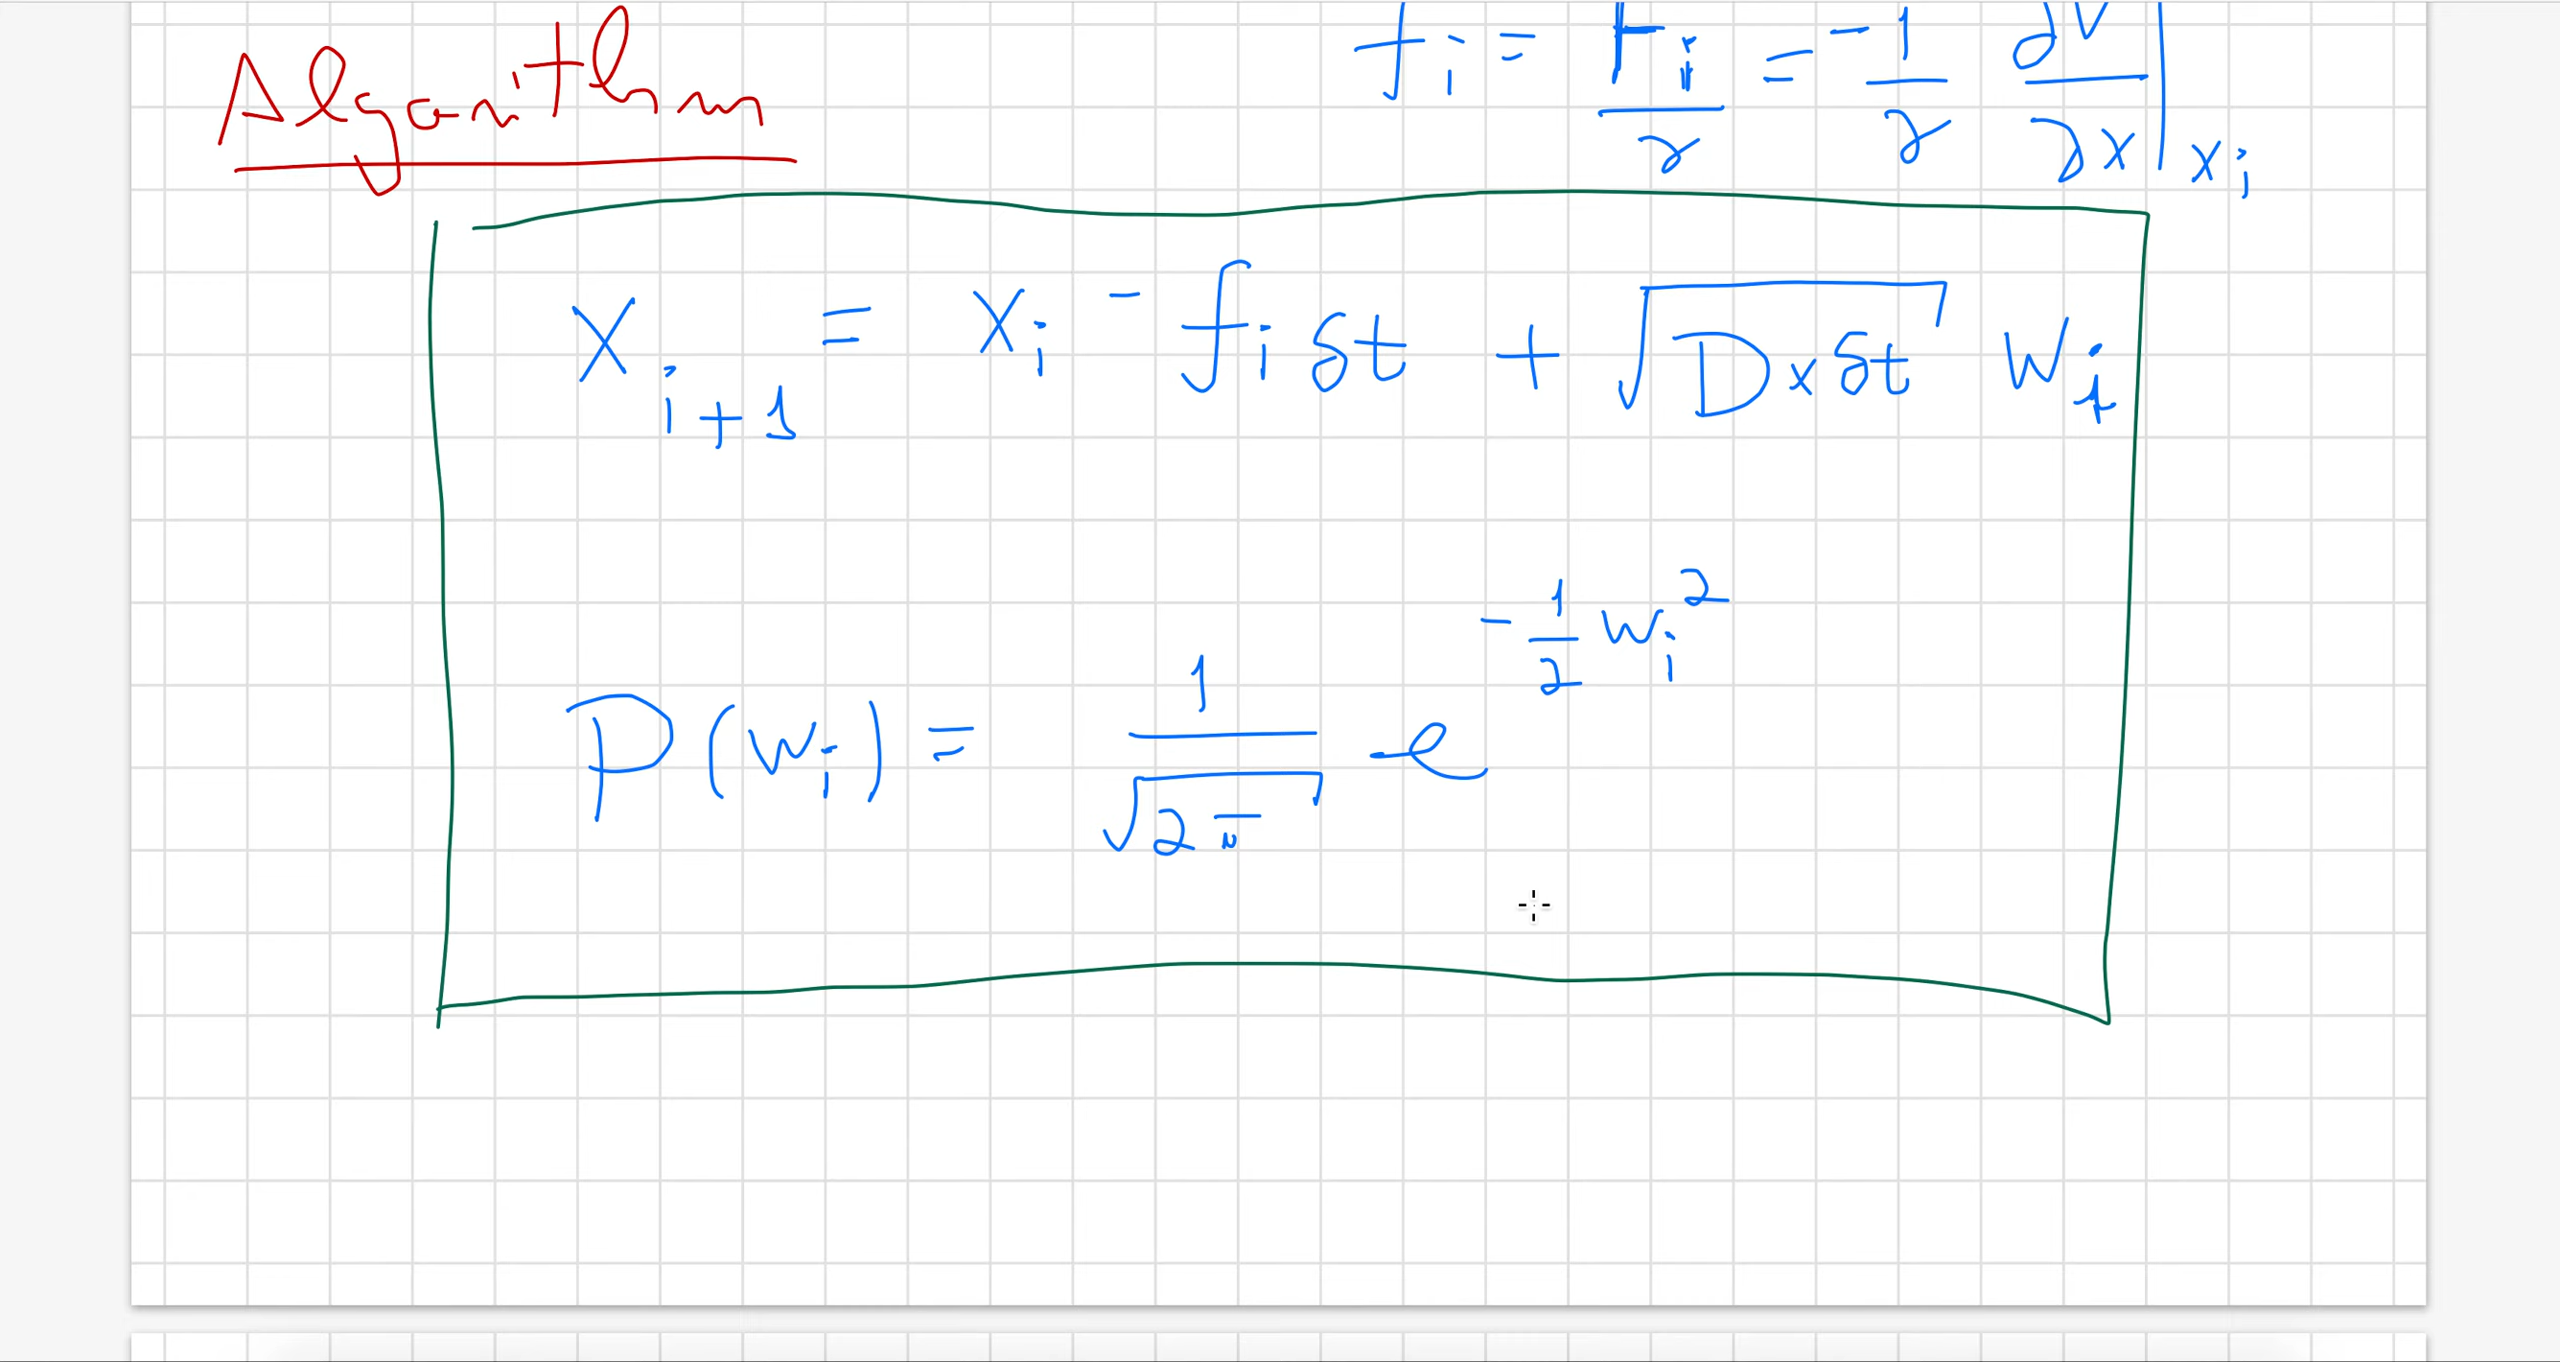 Algorithm
f_i = F_i / γ = -1/γ ∂V/∂x |_{x_i}
x_{i+1} = x_i - f_i δt + √(D_x δt) W_i
P(w_i) = 1/√(2π) e^{-1/2 w_i^2}